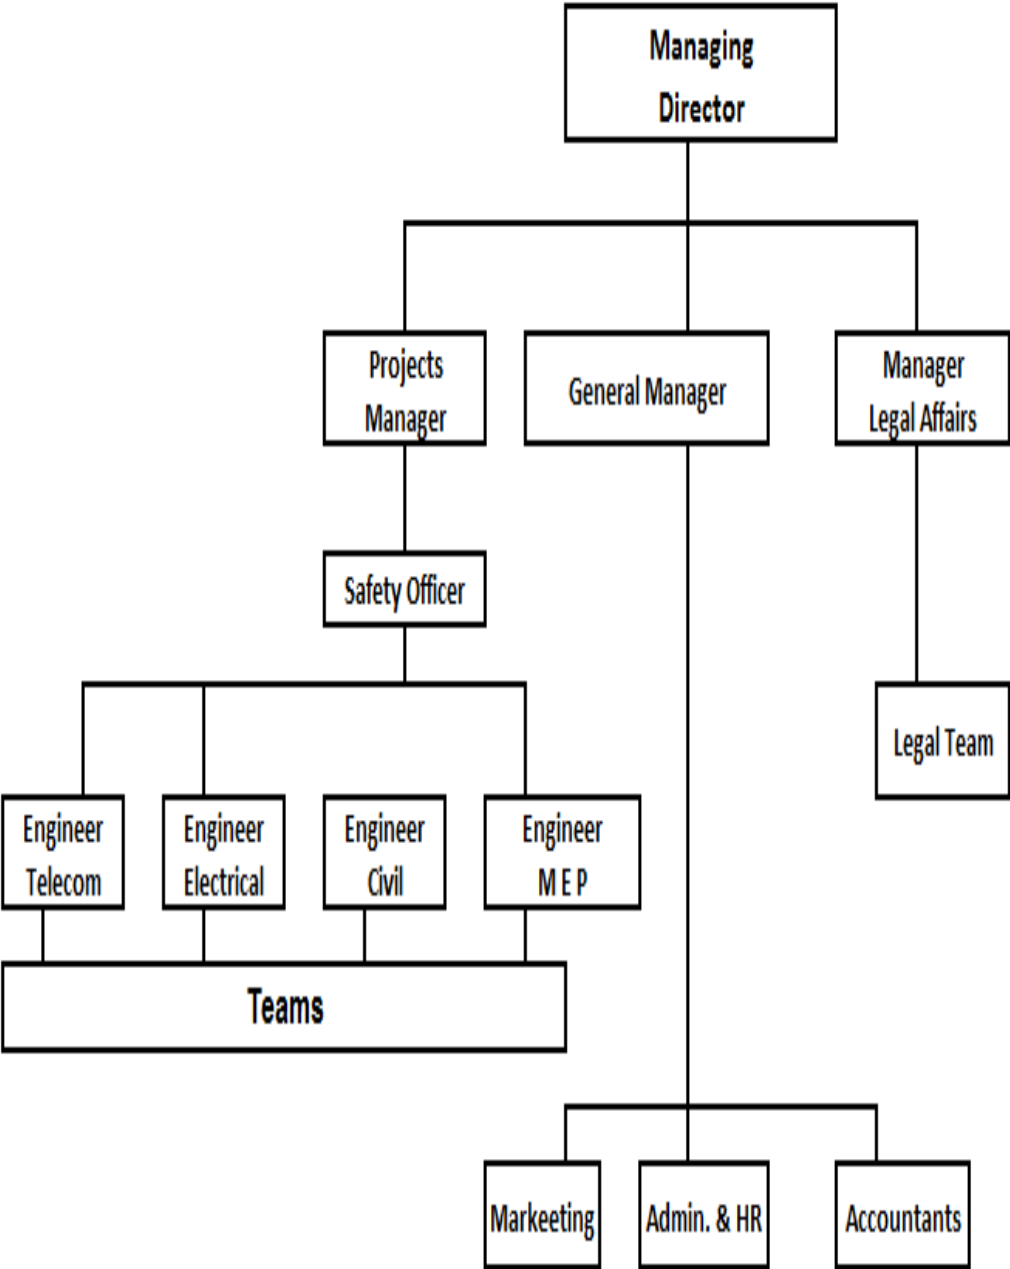 Managing
Director
Projects
Manager
General Manager
Manager
Legal Affairs
Safety Officer
Legal Team
Engineer
Telecom
Engineer
Electrical
Engineer
Civil
Engineer
M E P
Teams
Markeeting
Admin. & HR
Accountants